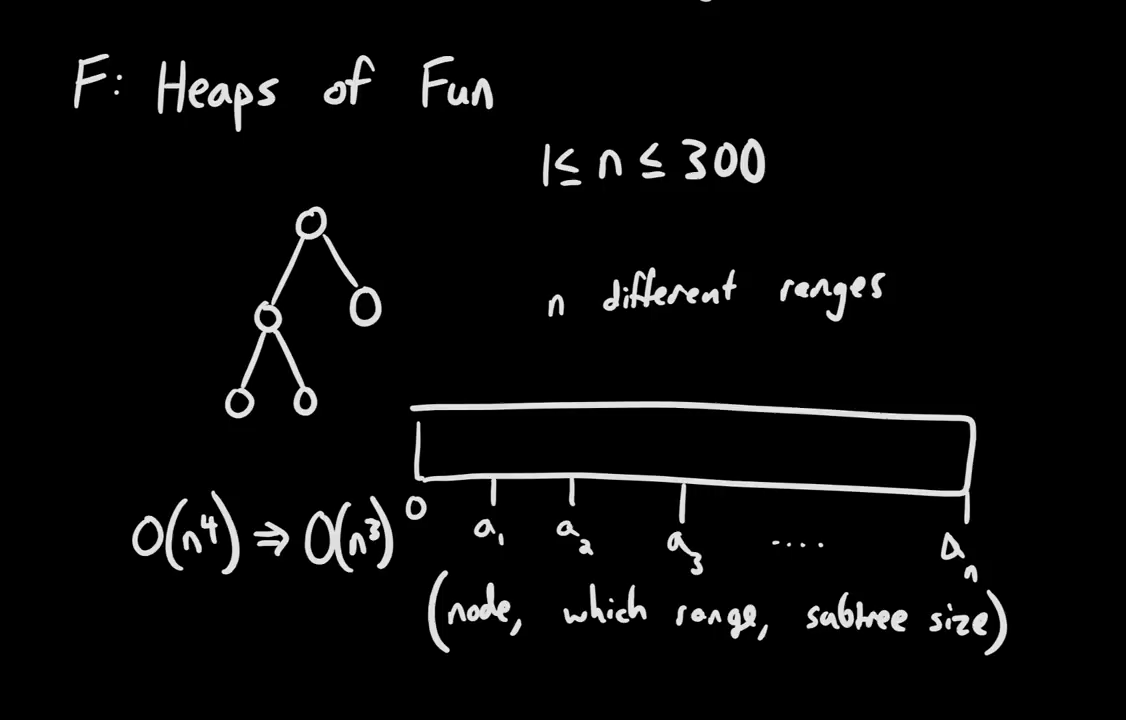 F: Heaps of Fun
1 ≤ n ≤ 300
n different ranges
0 a₁ a₂ a₃ .... aₙ
O(n⁴) ⇒ O(n³)
(node, which range, subtree size)